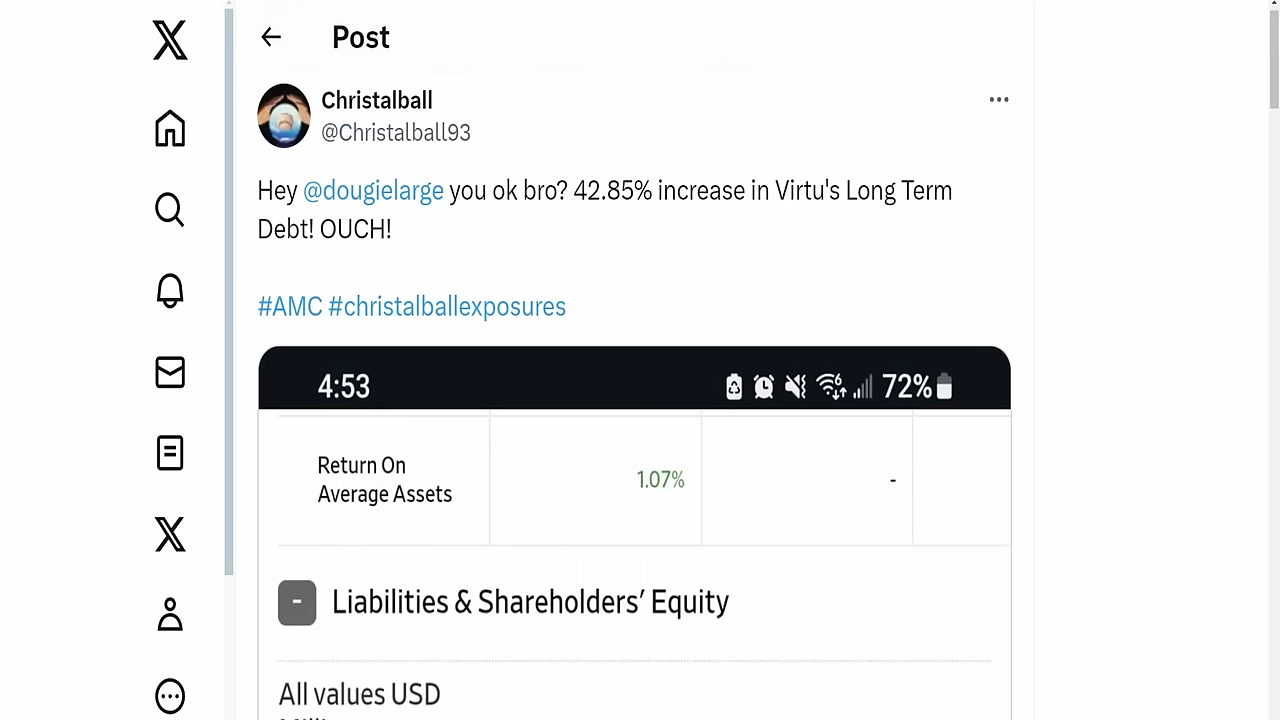 Post
Christalball
@Christalball93
Hey @dougielarge you ok bro? 42.85% increase in Virtu's Long Term
Debt! OUCH!
#AMC #christalballexposures
4:53
72%
Return On
Average Assets
1.07%
-
Liabilities & Shareholders' Equity
All values USD